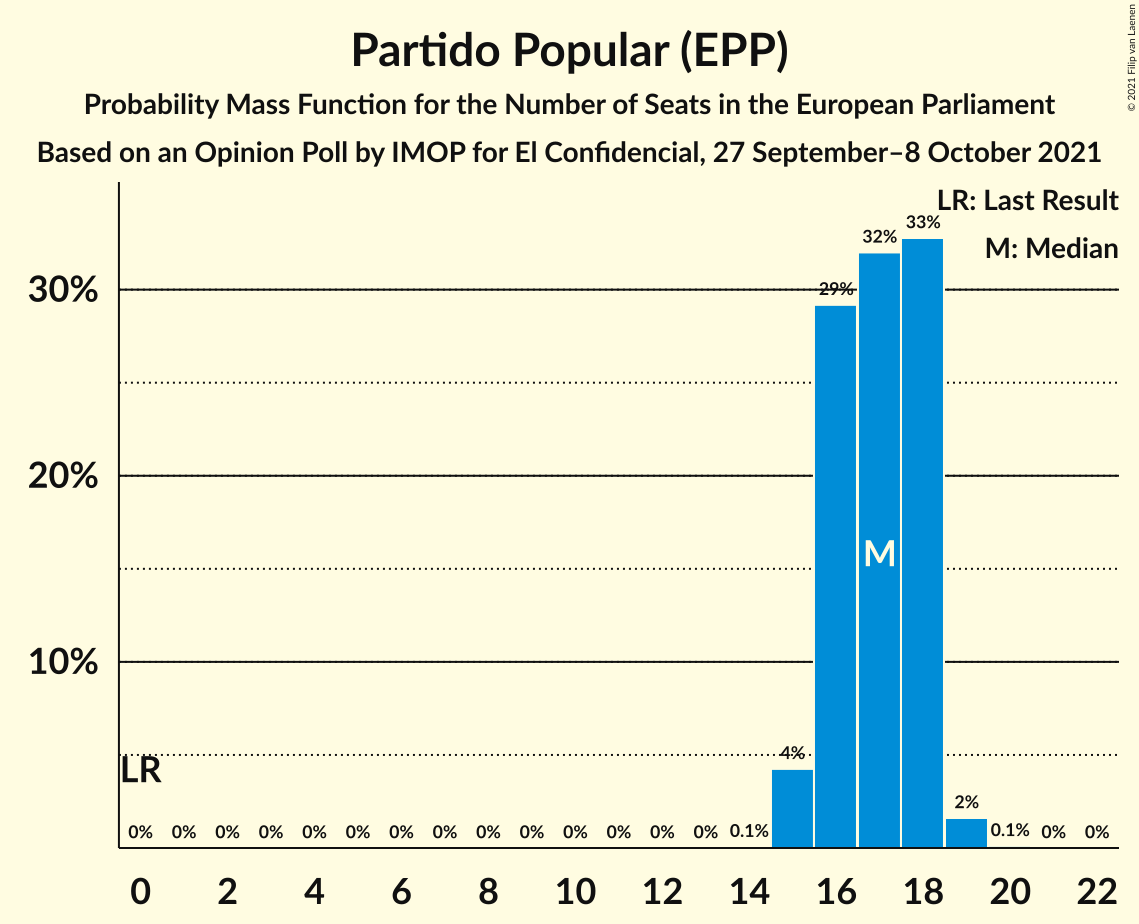 Partido Popular (EPP)
Probability Mass Function for the Number of Seats in the European Parliament
Based on an Opinion Poll by IMOP for El Confidencial, 27 September–8 October 2021
© 2021 Filip van Laenen
LR: Last Result
M: Median
30%
20%
10%
LR
M
0% 0% 0% 0% 0% 0% 0% 0% 0% 0% 0% 0% 0% 0% 0.1% 4% 29% 32% 33% 2% 0.1% 0% 0%
0 2 4 6 8 10 12 14 16 18 20 22